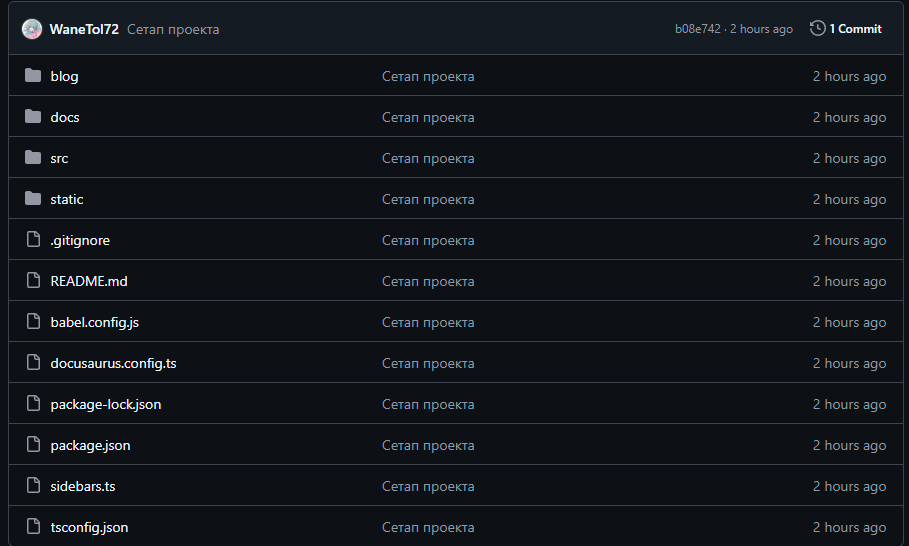 WaneTol72 Сетап проекта b08e742 · 2 hours ago 1 Commit
blog Сетап проекта 2 hours ago
docs Сетап проекта 2 hours ago
src Сетап проекта 2 hours ago
static Сетап проекта 2 hours ago
.gitignore Сетап проекта 2 hours ago
README.md Сетап проекта 2 hours ago
babel.config.js Сетап проекта 2 hours ago
docusaurus.config.ts Сетап проекта 2 hours ago
package-lock.json Сетап проекта 2 hours ago
package.json Сетап проекта 2 hours ago
sidebars.ts Сетап проекта 2 hours ago
tsconfig.json Сетап проекта 2 hours ago